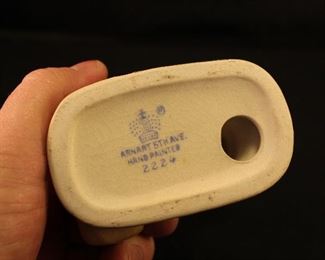 ®
ARNART 5TH AVE.
HAND PAINTED
2224